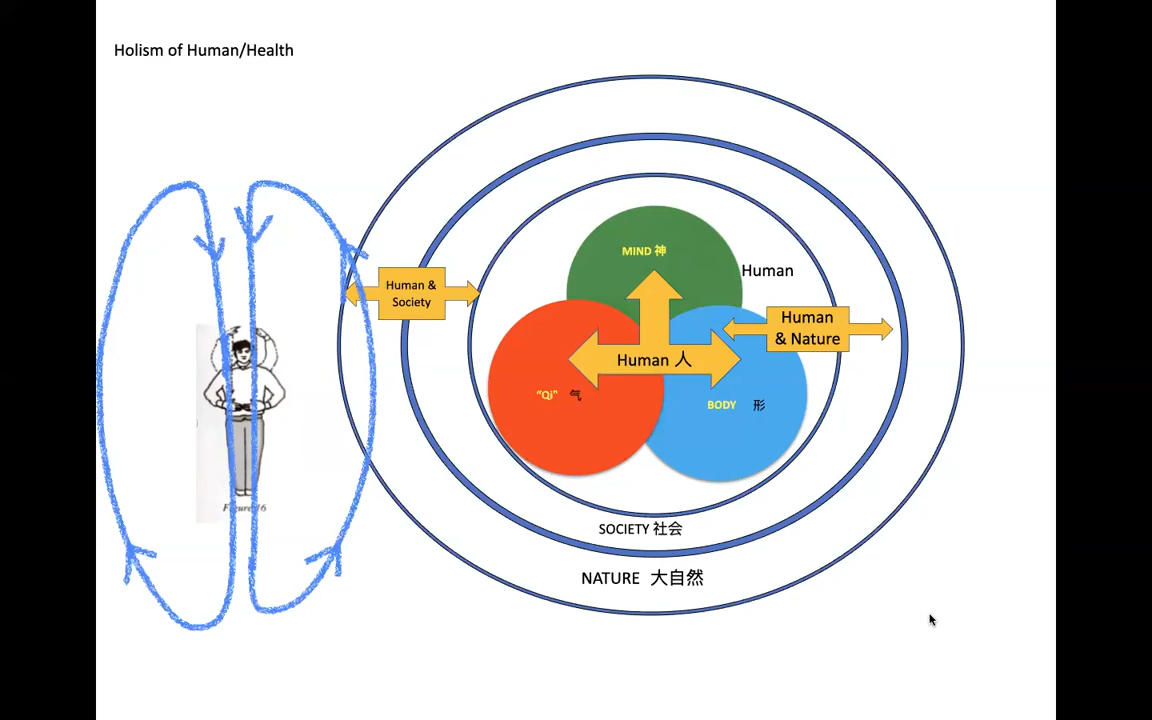 Holism of Human/Health
MIND 神
Human
Human &
Society
Human
& Nature
Human 人
"Qi" 气
BODY 形
SOCIETY 社会
NATURE 大自然